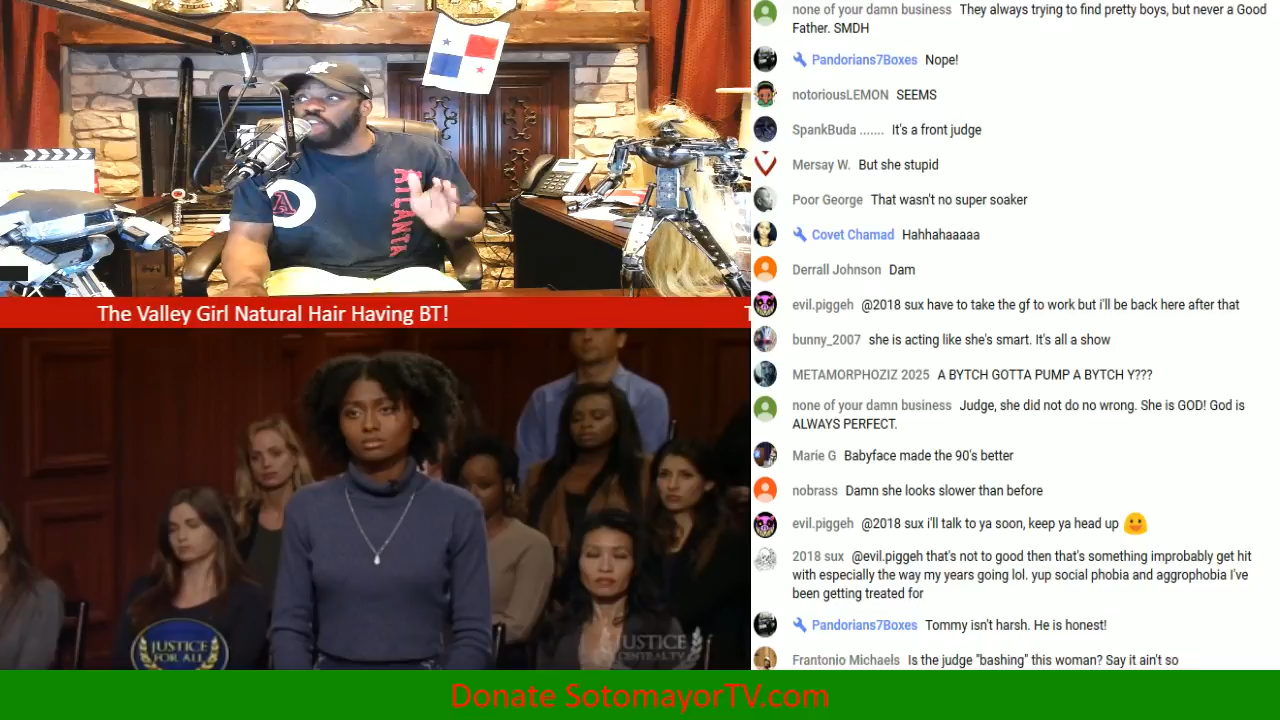 ATLANTA
A
The Valley Girl Natural Hair Having BT!
JUSTICE
FOR ALL
JUSTICE
CENTRAL.TV
none of your damn business They always trying to find pretty boys, but never a Good
Father. SMDH
Pandorians7Boxes Nope!
notoriousLEMON SEEMS
SpankBuda ....... It's a front judge
Mersay W. But she stupid
Poor George That wasn't no super soaker
Covet Chamad Hahhahaaaaa
Derrall Johnson Dam
evil.piggeh @2018 sux have to take the gf to work but i'll be back here after that
bunny_2007 she is acting like she's smart. It's all a show
METAMORPHOZIZ 2025 A BYTCH GOTTA PUMP A BYTCH Y???
none of your damn business Judge, she did not do no wrong. She is GOD! God is
ALWAYS PERFECT.
Marie G Babyface made the 90's better
nobrass Damn she looks slower than before
evil.piggeh @2018 sux i'll talk to ya soon, keep ya head up
2018 sux @evil.piggeh that's not to good then that's something improbably get hit
with especially the way my years going lol. yup social phobia and aggrophobia I've
been getting treated for
Pandorians7Boxes Tommy isn't harsh. He is honest!
Frantonio Michaels Is the judge "bashing" this woman? Say it ain't so
Donate SotomayorTV.com